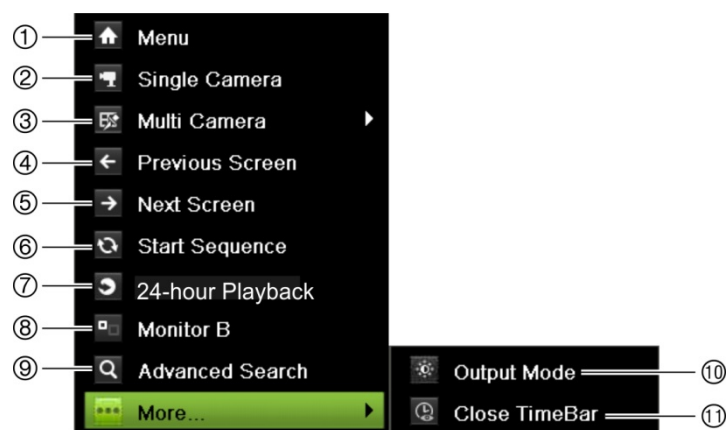 ① Menu
② Single Camera
③ Multi Camera
④ Previous Screen
⑤ Next Screen
⑥ Start Sequence
⑦ 24-hour Playback
⑧ Monitor B
⑨ Advanced Search
Output Mode ⑩
More...
Close TimeBar ⑪